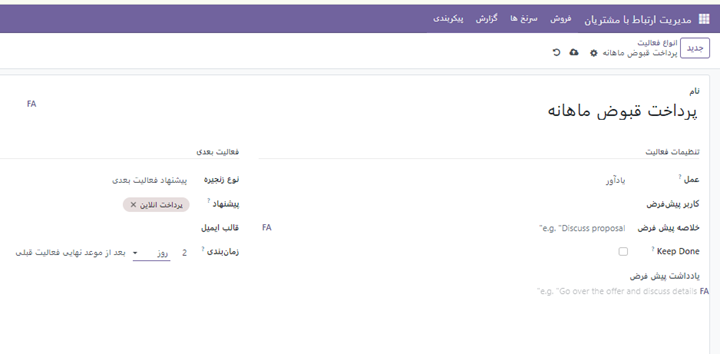 مدیریت ارتباط با مشتریان فروش سرنخ ها گزارش پیکربندی
جدید
انواع فعالیت
پرداخت قبوض ماهانه
نام
پرداخت قبوض ماهانه
FA
تنظیمات فعالیت
عمل ?
یادآور
کاربر پیش‌فرض
خلاصه پیش فرض
e.g. "Discuss proposal"
FA
Keep Done ?
یادداشت پیش فرض
e.g. "Go over the offer and discuss details"
FA
فعالیت بعدی
نوع زنجیره
پیشنهاد فعالیت بعدی
پیشنهاد ?
پرداخت انلاین ×
قالب ایمیل
زمان‌بندی ?
2 روز بعد از موعد نهایی فعالیت قبلی